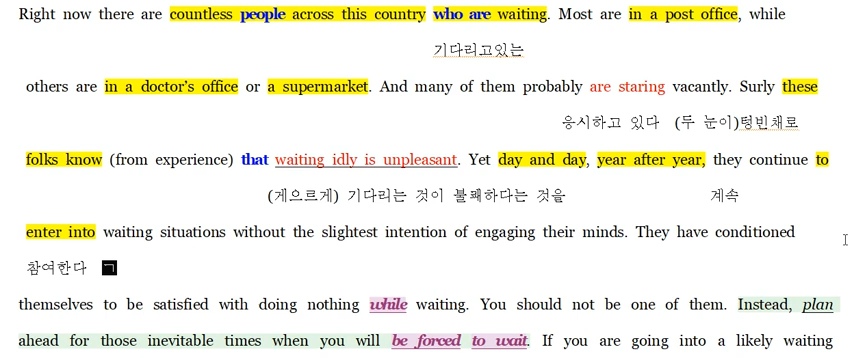 Right now there are countless people across this country who are waiting. Most are in a post office, while
기다리고있는
others are in a doctor's office or a supermarket. And many of them probably are staring vacantly. Surly these
응시하고 있다 (두 눈이)텅빈채로
folks know (from experience) that waiting idly is unpleasant. Yet day and day, year after year, they continue to
(게으르게) 기다리는 것이 불쾌하다는 것을 계속
enter into waiting situations without the slightest intention of engaging their minds. They have conditioned
참여한다 ㄱ
themselves to be satisfied with doing nothing while waiting. You should not be one of them. Instead, plan
ahead for those inevitable times when you will be forced to wait. If you are going into a likely waiting